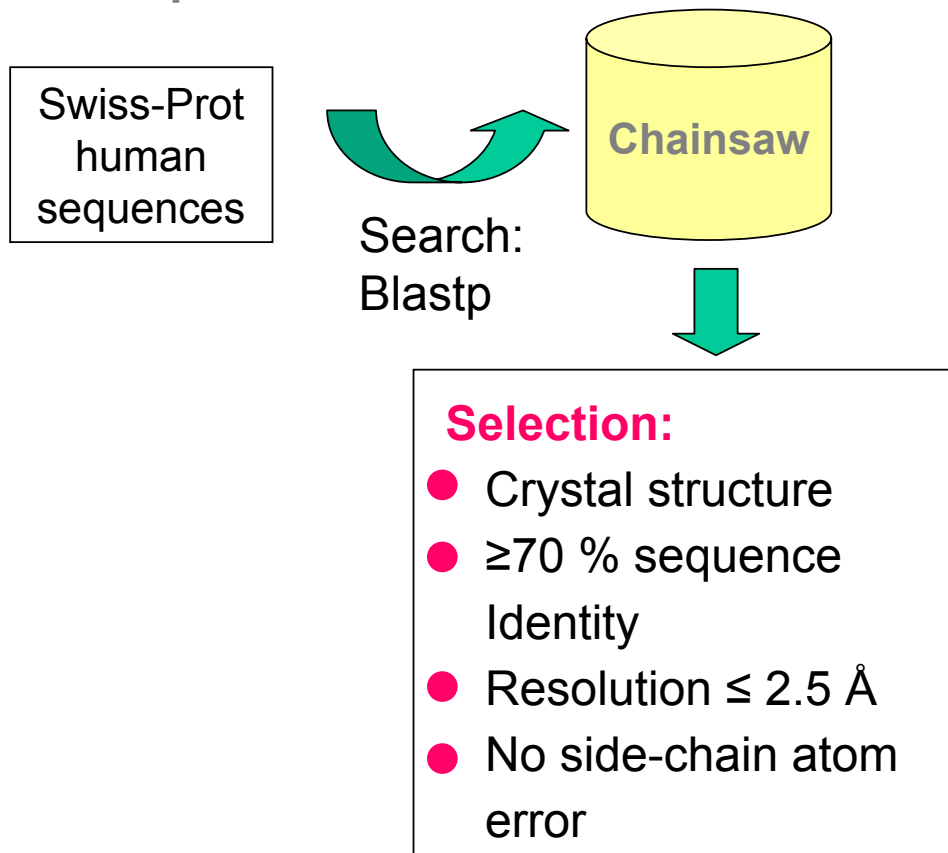 Swiss-Prot
human
sequences
Chainsaw
Search:
Blastp
Selection:
Crystal structure
≥70 % sequence
Identity
Resolution ≤ 2.5 Å
No side-chain atom
error